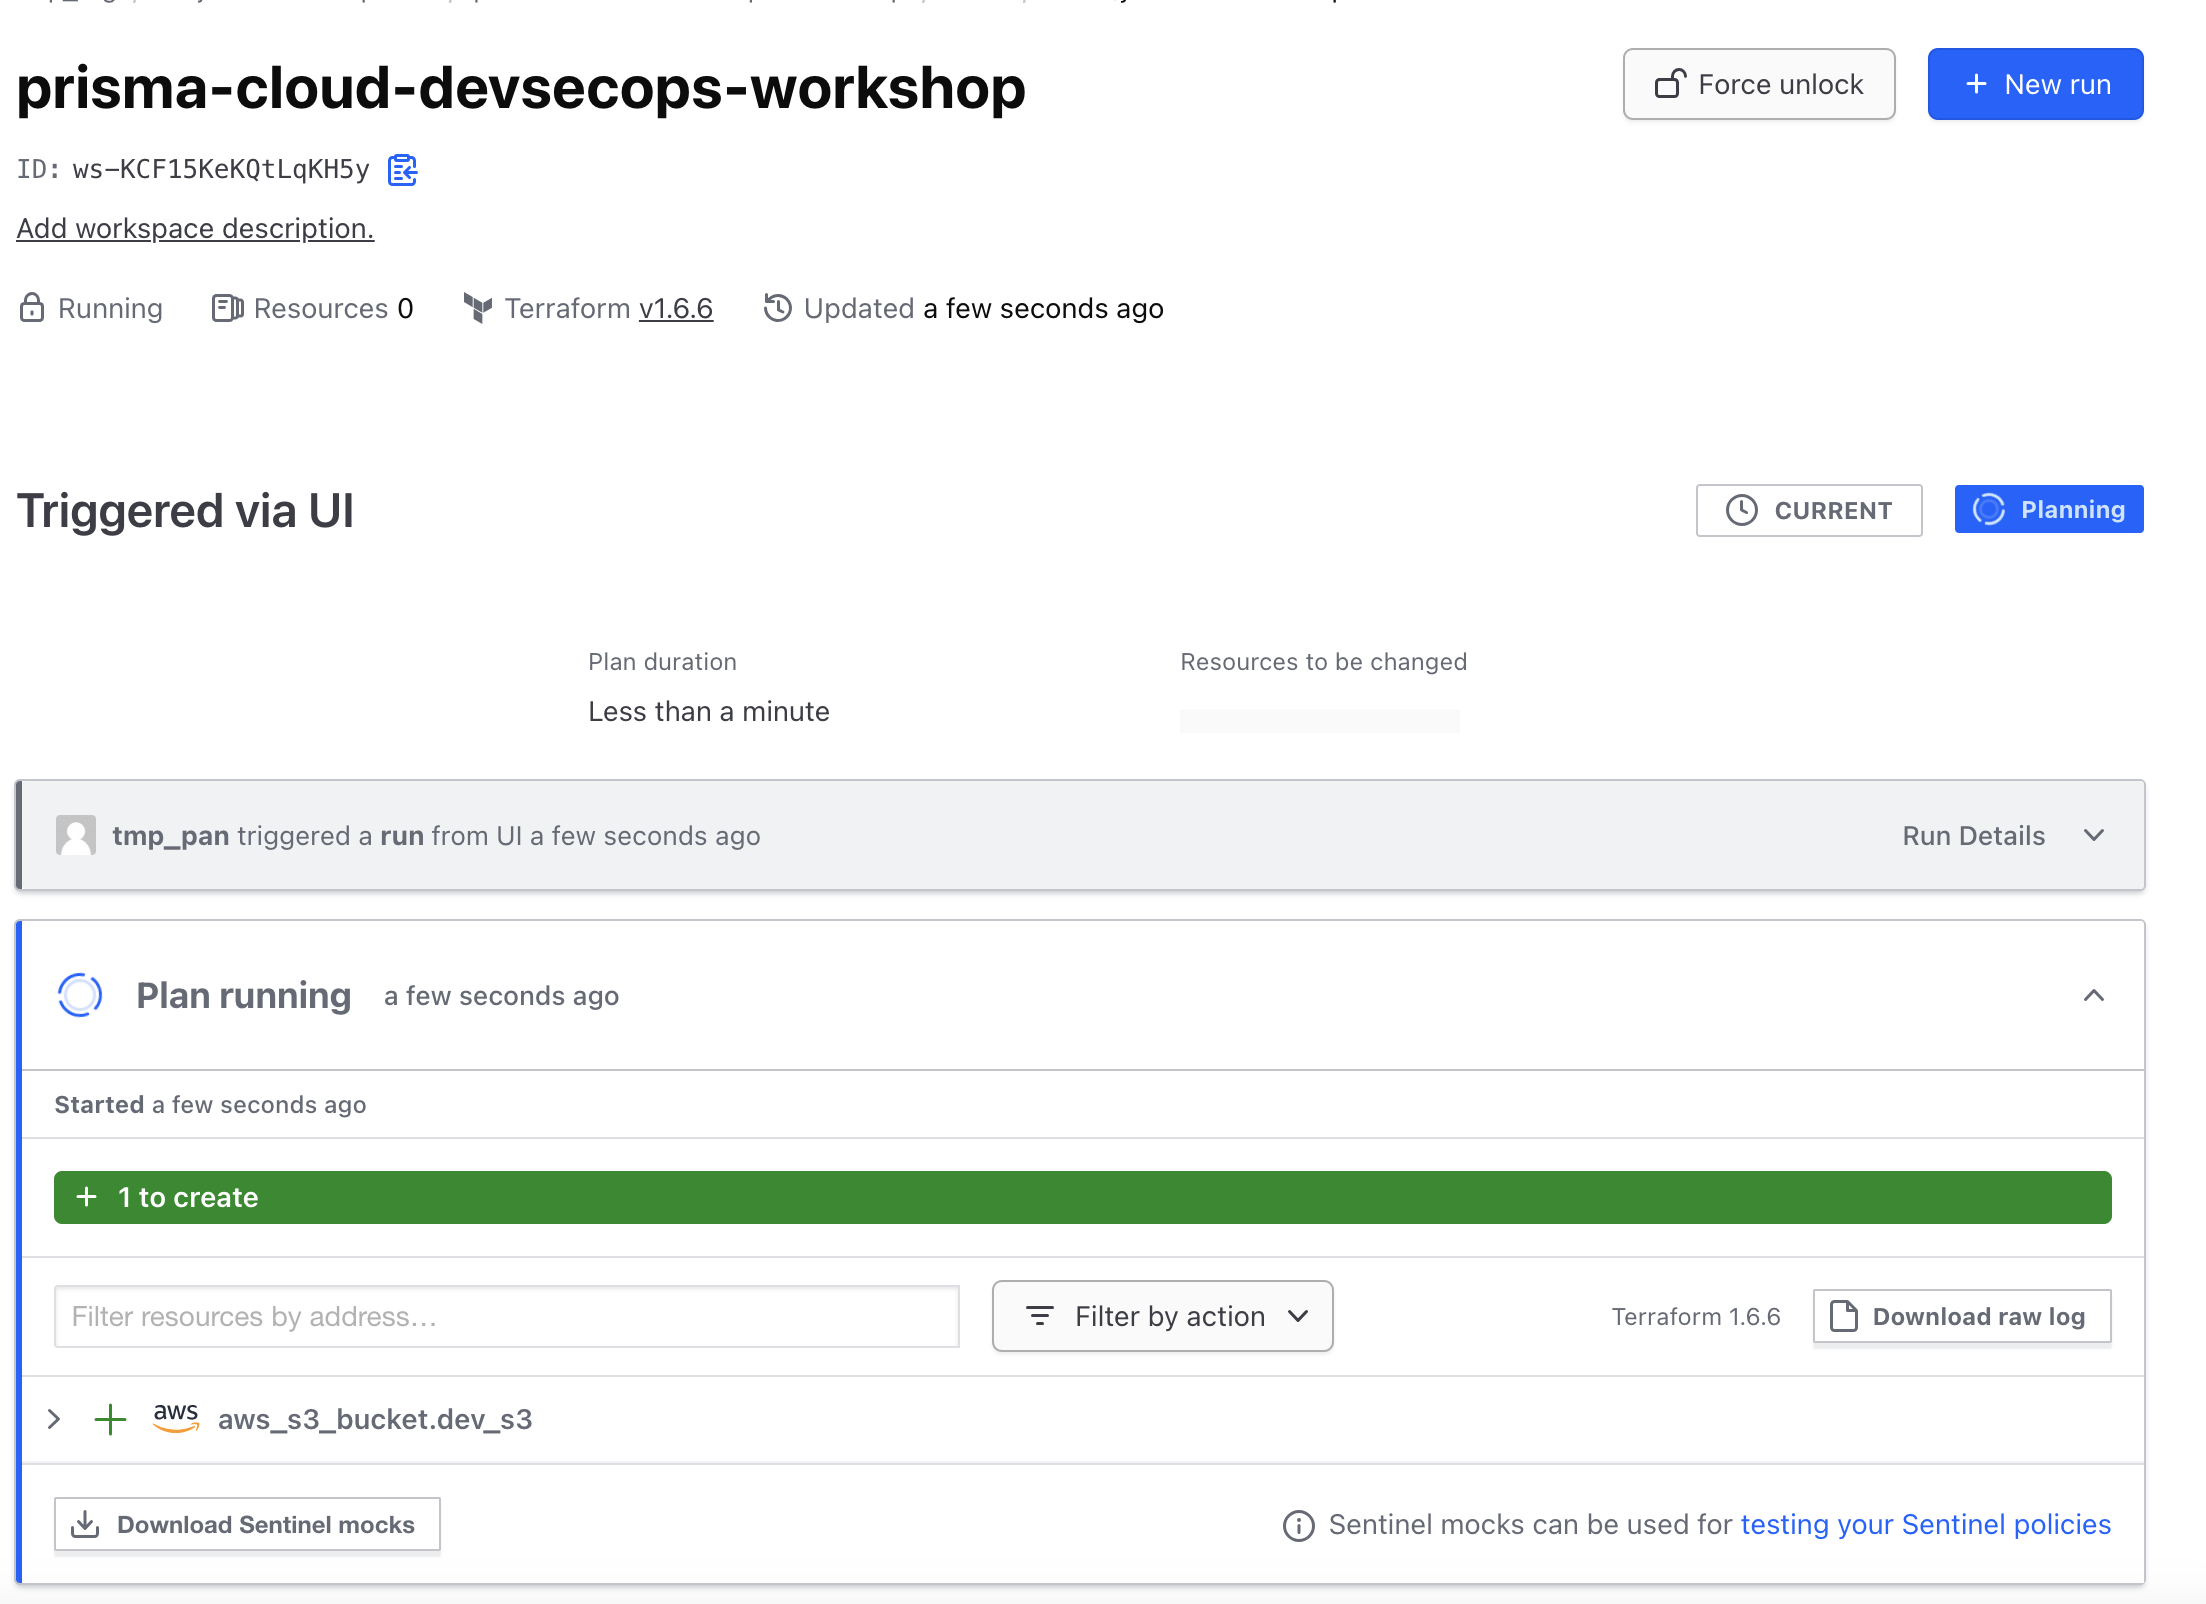 prisma-cloud-devsecops-workshop
Force unlock
+ New run
ID: ws-KCF15KeKQtLqKH5y
Add workspace description.
Running Resources 0 Terraform v1.6.6 Updated a few seconds ago
Triggered via UI
CURRENT
Planning
Plan duration
Less than a minute
Resources to be changed
tmp_pan triggered a run from UI a few seconds ago
Run Details
Plan running a few seconds ago
Started a few seconds ago
+ 1 to create
Filter resources by address...
Filter by action
Terraform 1.6.6
Download raw log
+ aws aws_s3_bucket.dev_s3
Download Sentinel mocks
Sentinel mocks can be used for testing your Sentinel policies